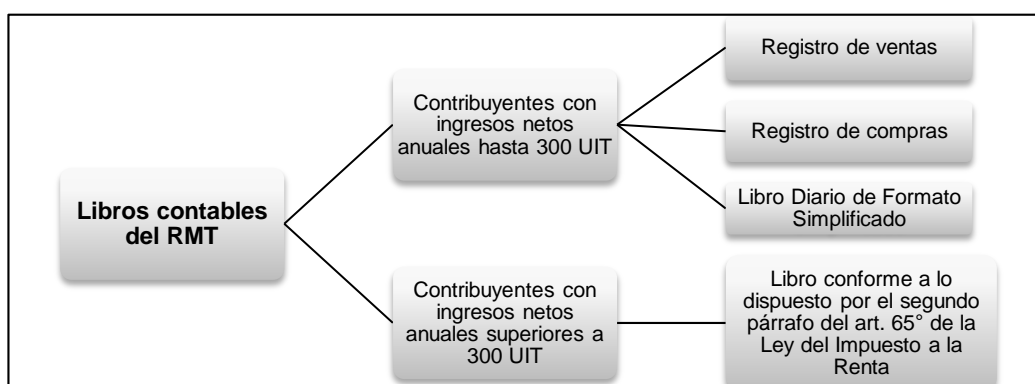 Libros contables
del RMT
Contribuyentes con
ingresos netos
anuales hasta 300 UIT
Registro de ventas
Registro de compras
Libro Diario de Formato
Simplificado
Contribuyentes con
ingresos netos
anuales superiores a
300 UIT
Libro conforme a lo
dispuesto por el segundo
párrafo del art. 65° de la
Ley del Impuesto a la
Renta